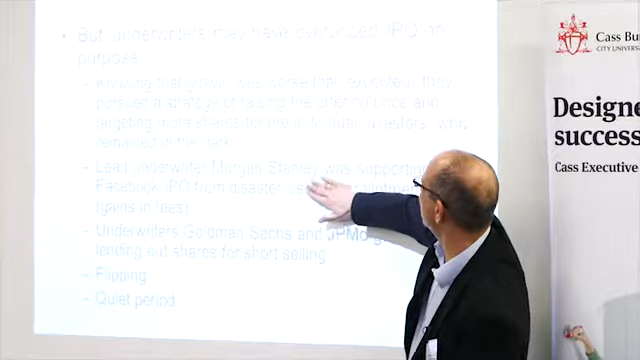 • But underwriters may have overpriced IPO on
purpose:
– Knowing that growth was worse than expected, they
pursued a strategy of raising the offering price and
targeting more shares for the individual investors, who
remained in the dark
– Lead underwriter Morgan Stanley was supporting
Facebook IPO from disaster
(gains in fees)
– Underwriters Goldman Sachs and JPMorgan
lending out shares for short selling
– Flipping
– Quiet period
Cass Bu
CITY UNIVERS
Designe
success
Cass Executive